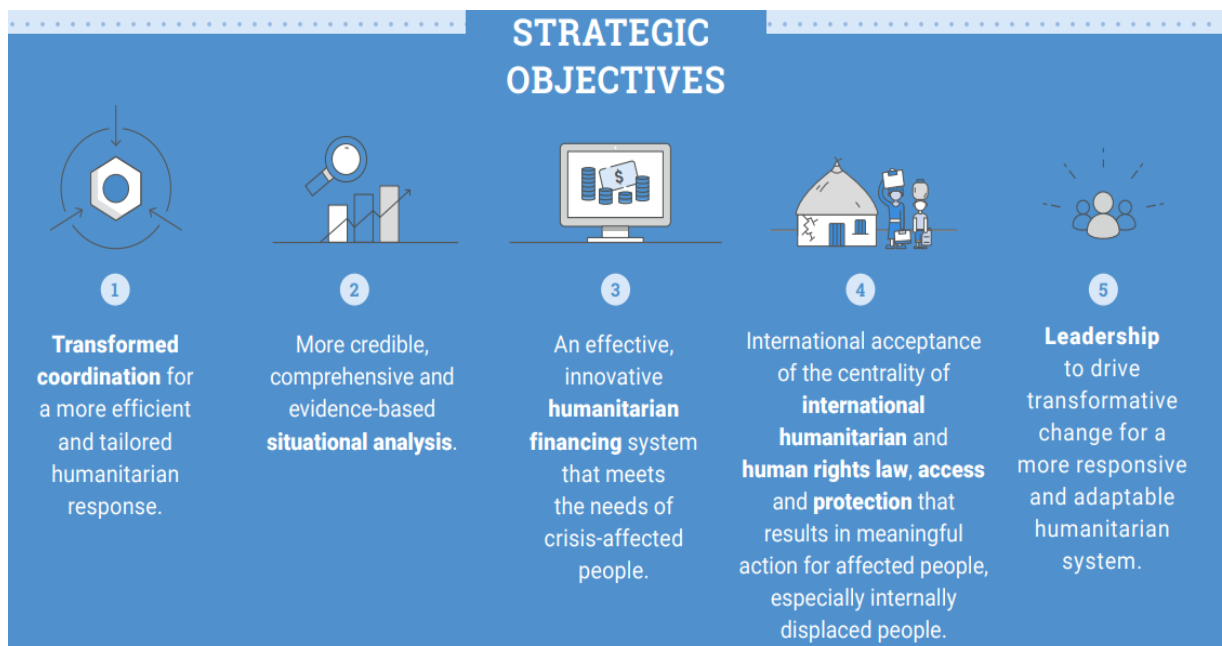 STRATEGIC
OBJECTIVES
$
1
Transformed
coordination for
a more efficient
and tailored
humanitarian
response.
2
More credible,
comprehensive and
evidence-based
situational analysis.
3
An effective,
innovative
humanitarian
financing system
that meets
the needs of
crisis-affected
people.
4
International acceptance
of the centrality of
international
humanitarian and
human rights law, access
and protection that
results in meaningful
action for affected people,
especially internally
displaced people.
5
Leadership
to drive
transformative
change for a
more responsive
and adaptable
humanitarian
system.